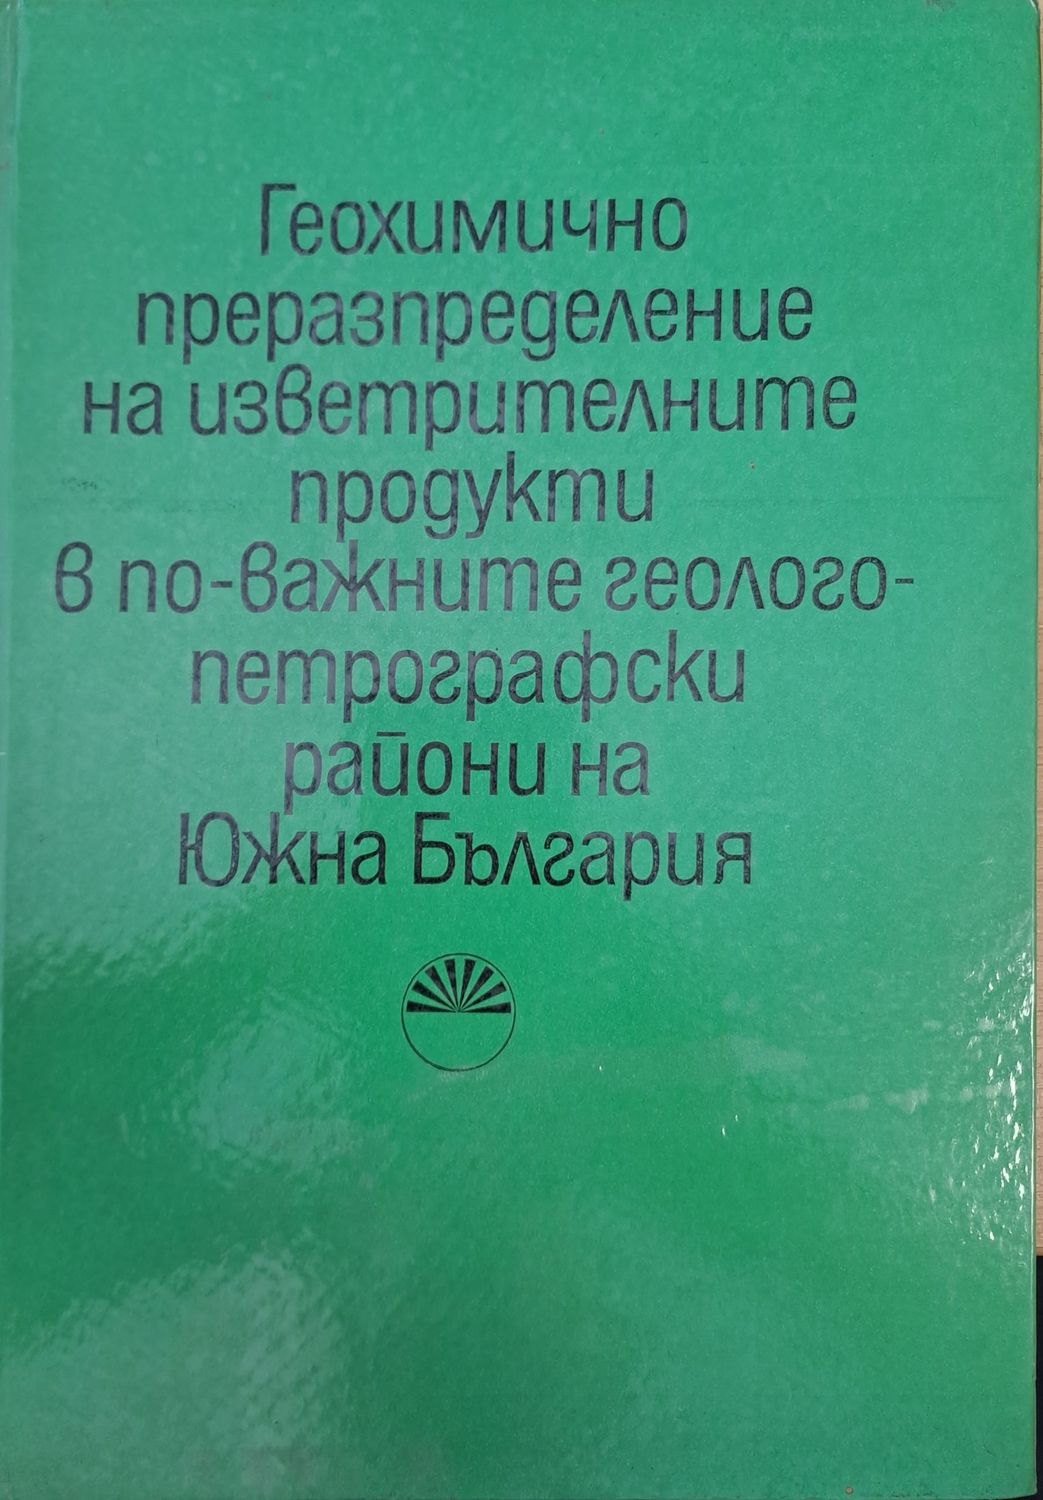 Геохимично
преразпределение
на изветрителните
продукти
в по-важните геолого-
петрографски
райони на
Южна България